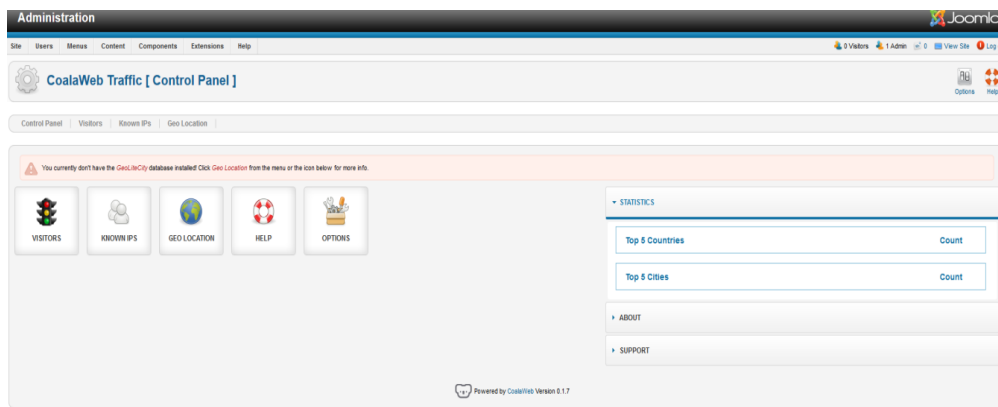 Administration
Joomla
Site Users Menus Content Components Extensions Help
0 Visitors 1 Admin 0 View Site Log
CoalaWeb Traffic [ Control Panel ]
Options Help
Control Panel Visitors Known IPs Geo Location
You currently don't have the GeoLiteCity database installed! Click Geo Location from the menu or the icon below for more info.
VISITORS KNOWN IPS GEO LOCATION HELP OPTIONS
STATISTICS
Top 5 Countries Count
Top 5 Cities Count
ABOUT
SUPPORT
Powered by CoalaWeb Version 0.1.7